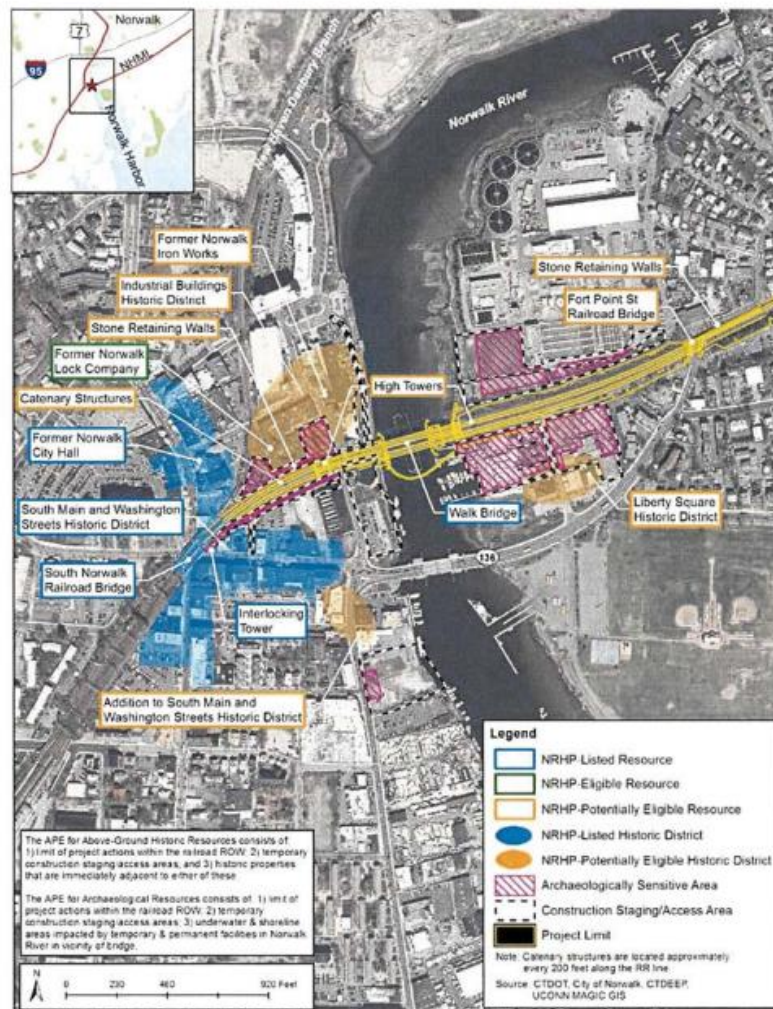 Norwalk
7
95
NHML
Norwalk Harbor
Danbury Branch
Norwalk River
Former Norwalk
Iron Works
Industrial Buildings
Historic District
Stone Retaining Walls
Former Norwalk
Lock Company
Catenary Structures
Former Norwalk
City Hall
South Main and Washington
Streets Historic District
South Norwalk
Railroad Bridge
Interlocking
Tower
Addition to South Main and
Washington Streets Historic District
Stone Retaining Walls
Fort Point St
Railroad Bridge
High Towers
Walk Bridge
Liberty Square
Historic District
136
The APE for Above-Ground Historic Resources consists of:
1) limit of project actions within the railroad ROW; 2) temporary
construction staging/access areas; and 3) historic properties
that are immediately adjacent to either of these
The APE for Archaeological Resources consists of: 1) limit of
project actions within the railroad ROW; 2) temporary
construction staging/access areas; 3) underwater & shoreline
areas impacted by temporary & permanent facilities in Norwalk
River in vicinity of bridge.
N
0 230 460 920 Feet
Legend
NRHP-Listed Resource
NRHP-Eligible Resource
NRHP-Potentially Eligible Resource
NRHP-Listed Historic District
NRHP-Potentially Eligible Historic District
Archaeologically Sensitive Area
Construction Staging/Access Area
Project Limit
Note: Catenary structures are located approximately
every 200 feet along the RR line
Source: CTDOT, City of Norwalk, CTDEEP,
UCONN MAGIC GIS